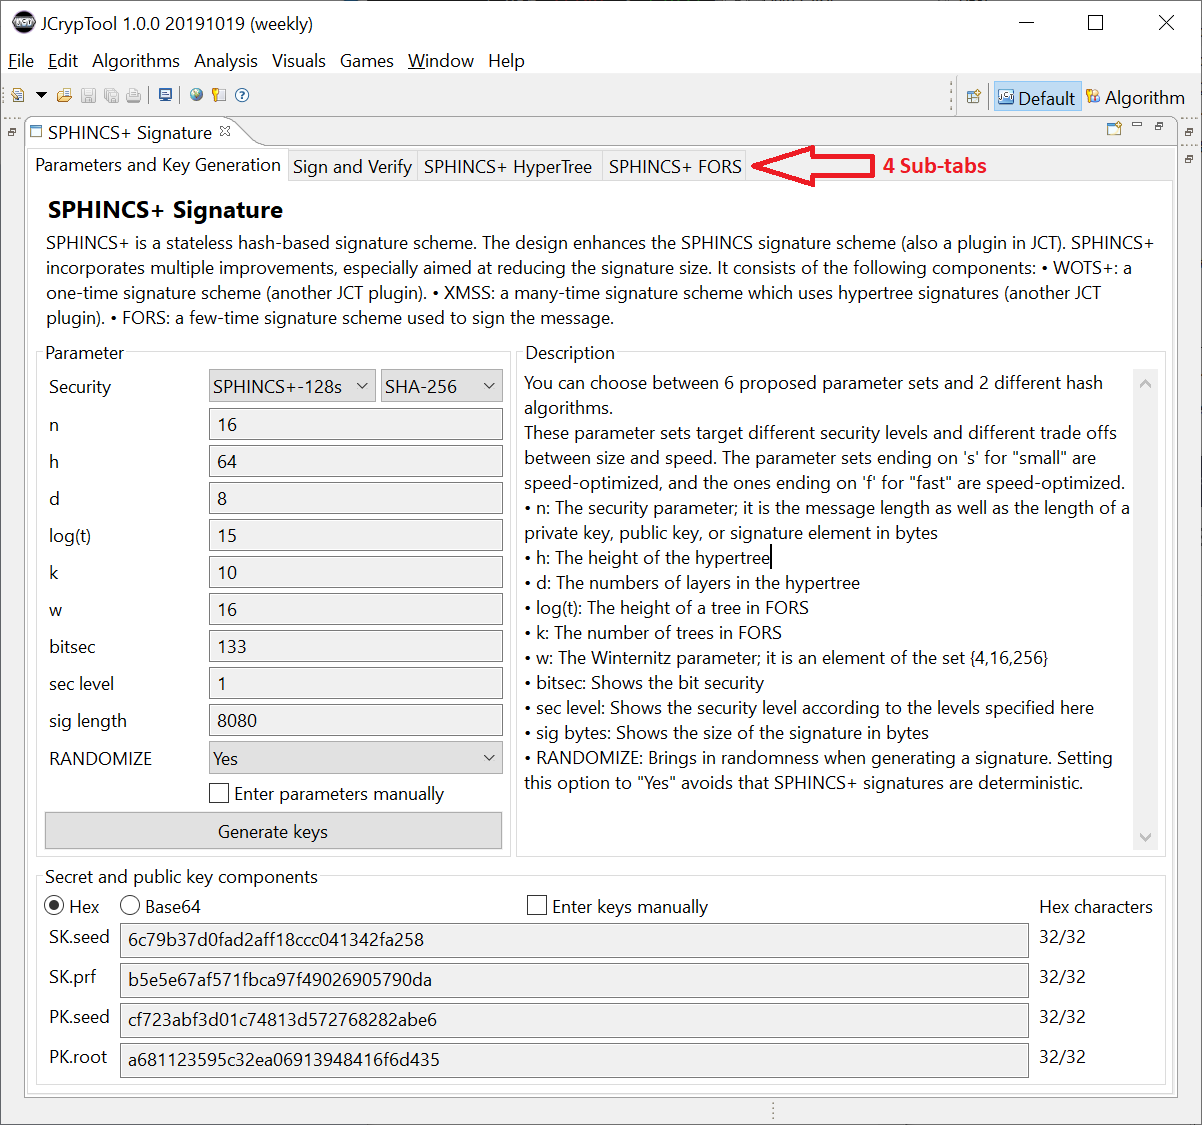 JCrypTool 1.0.0 20191019 (weekly)
File Edit Algorithms Analysis Visuals Games Window Help
Default Algorithm
SPHINCS+ Signature
Parameters and Key Generation Sign and Verify SPHINCS+ HyperTree SPHINCS+ FORS 4 Sub-tabs
SPHINCS+ Signature
SPHINCS+ is a stateless hash-based signature scheme. The design enhances the SPHINCS signature scheme (also a plugin in JCT). SPHINCS+
incorporates multiple improvements, especially aimed at reducing the signature size. It consists of the following components: • WOTS+: a
one-time signature scheme (another JCT plugin). • XMSS: a many-time signature scheme which uses hypertree signatures (another JCT
plugin). • FORS: a few-time signature scheme used to sign the message.
Parameter
Security SPHINCS+-128s SHA-256
n 16
h 64
d 8
log(t) 15
k 10
w 16
bitsec 133
sec level 1
sig length 8080
RANDOMIZE Yes
Enter parameters manually
Generate keys
Description
You can choose between 6 proposed parameter sets and 2 different hash
algorithms.
These parameter sets target different security levels and different trade offs
between size and speed. The parameter sets ending on 's' for "small" are
speed-optimized, and the ones ending on 'f' for "fast" are speed-optimized.
• n: The security parameter; it is the message length as well as the length of a
private key, public key, or signature element in bytes
• h: The height of the hypertree
• d: The numbers of layers in the hypertree
• log(t): The height of a tree in FORS
• k: The number of trees in FORS
• w: The Winternitz parameter; it is an element of the set {4,16,256}
• bitsec: Shows the bit security
• sec level: Shows the security level according to the levels specified here
• sig bytes: Shows the size of the signature in bytes
• RANDOMIZE: Brings in randomness when generating a signature. Setting
this option to "Yes" avoids that SPHINCS+ signatures are deterministic.
Secret and public key components
Hex Base64 Enter keys manually Hex characters
SK.seed 6c79b37d0fad2aff18ccc041342fa258 32/32
SK.prf b5e5e67af571fbca97f49026905790da 32/32
PK.seed cf723abf3d01c74813d572768282abe6 32/32
PK.root a681123595c32ea06913948416f6d435 32/32